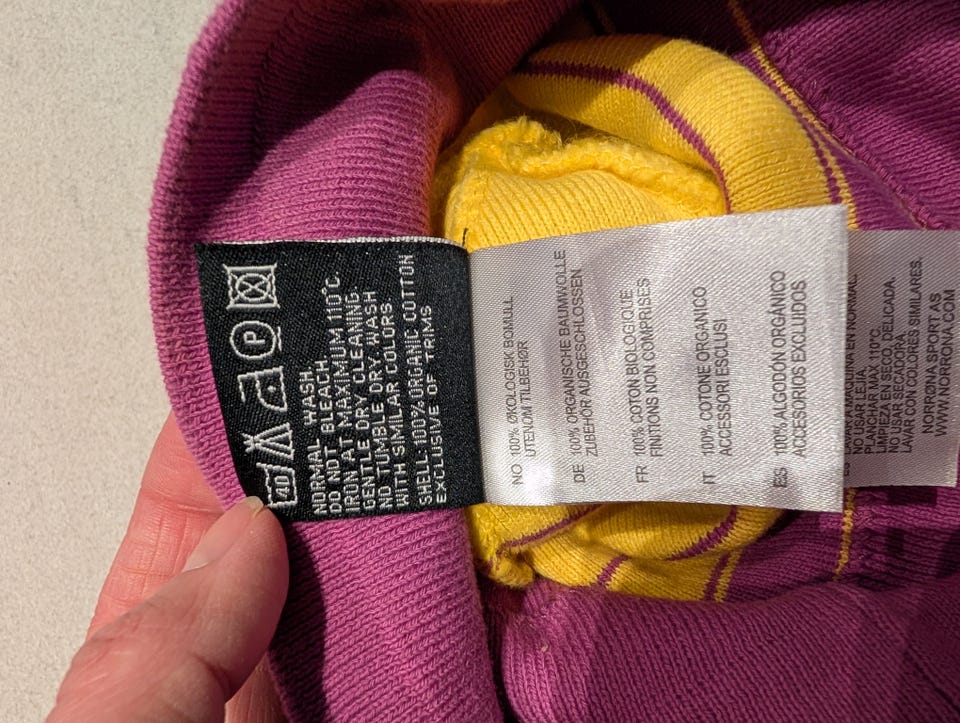 40
P
NORMAL WASH.
DO NOT BLEACH.
IRON AT MAXIMUM 110°C.
GENTLE DRY CLEANING.
NO TUMBLE DRY. WASH
WITH SIMILAR COLORS.
SHELL: 100% ORGANIC COTTON
EXCLUSIVE OF TRIMS
NO 100% ØKOLOGISK BOMULL
UTENOM TILBEHØR
DE 100% ORGANISCHE BAUMWOLLE
ZUBEHÖR AUSGESCHLOSSEN
FR 100% COTON BIOLOGIQUE
FINITIONS NON COMPRISES
IT 100% COTONE ORGANICO
ACCESSORI ESCLUSI
ES 100% ALGODÓN ORGÁNICO
ACCESORIOS EXCLUIDOS
NORMAL.
NO USAR LEJIA
PLANCHAR MAX 110°C.
LIMPIEZA EN SECO, DELICADA.
NO USAR SECADORA
LAVAR CON COLORES SIMILARES.
NORRØNA SPORT AS
WWW.NORRONA.COM